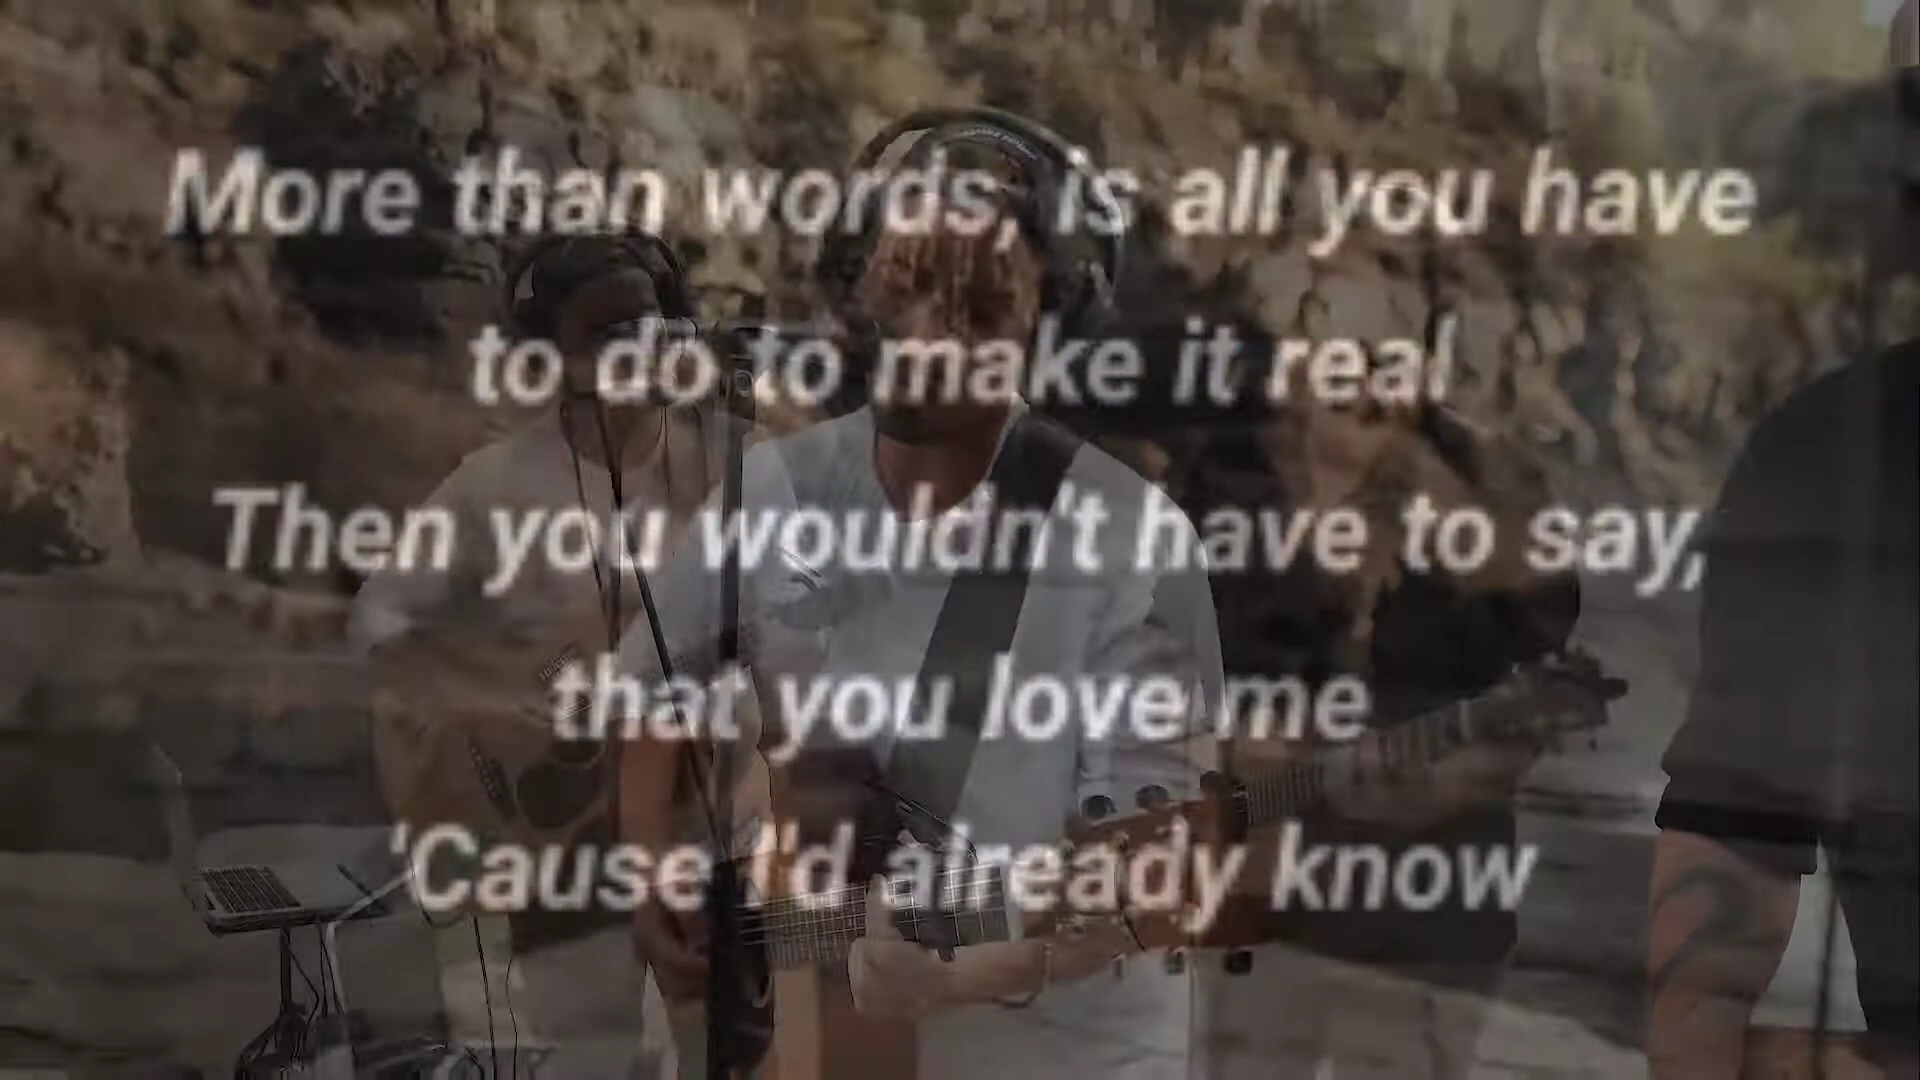 More than words, is all you have
to do to make it real
Then you wouldn't have to say,
that you love me
'Cause I'd already know